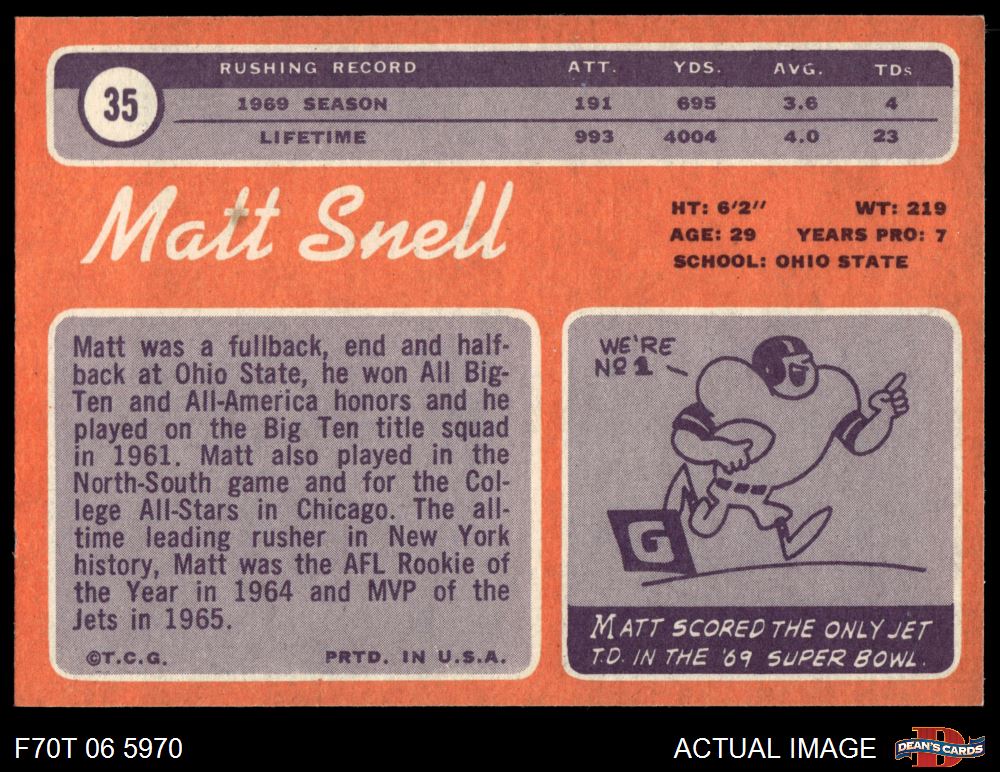 35
RUSHING RECORD ATT. YDS. AVG. TDs
1969 SEASON 191 695 3.6 4
LIFETIME 993 4004 4.0 23
Matt Snell
HT: 6'2" WT: 219
AGE: 29 YEARS PRO: 7
SCHOOL: OHIO STATE
Matt was a fullback, end and half-
back at Ohio State, he won All Big-
Ten and All-America honors and he
played on the Big Ten title squad
in 1961. Matt also played in the
North-South game and for the Col-
lege All-Stars in Chicago. The all-
time leading rusher in New York
history, Matt was the AFL Rookie of
the Year in 1964 and MVP of the
Jets in 1965.
©T.C.G. PRTD. IN U.S.A.
WE'RE
Nº 1
G
MATT SCORED THE ONLY JET
T.D. IN THE '69 SUPER BOWL.
F70T 06 5970
ACTUAL IMAGE
D
DEAN'S CARDS